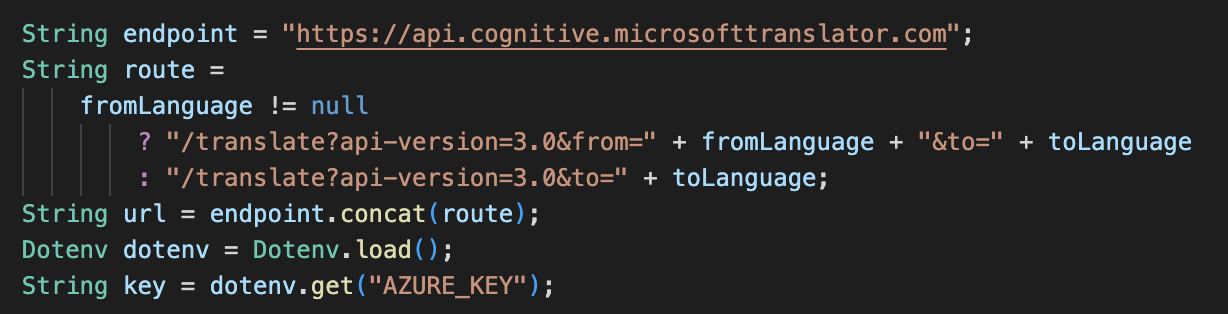 String endpoint = "https://api.cognitive.microsofttranslator.com";
String route =
    fromLanguage != null
        ? "/translate?api-version=3.0&from=" + fromLanguage + "&to=" + toLanguage
        : "/translate?api-version=3.0&to=" + toLanguage;
String url = endpoint.concat(route);
Dotenv dotenv = Dotenv.load();
String key = dotenv.get("AZURE_KEY");